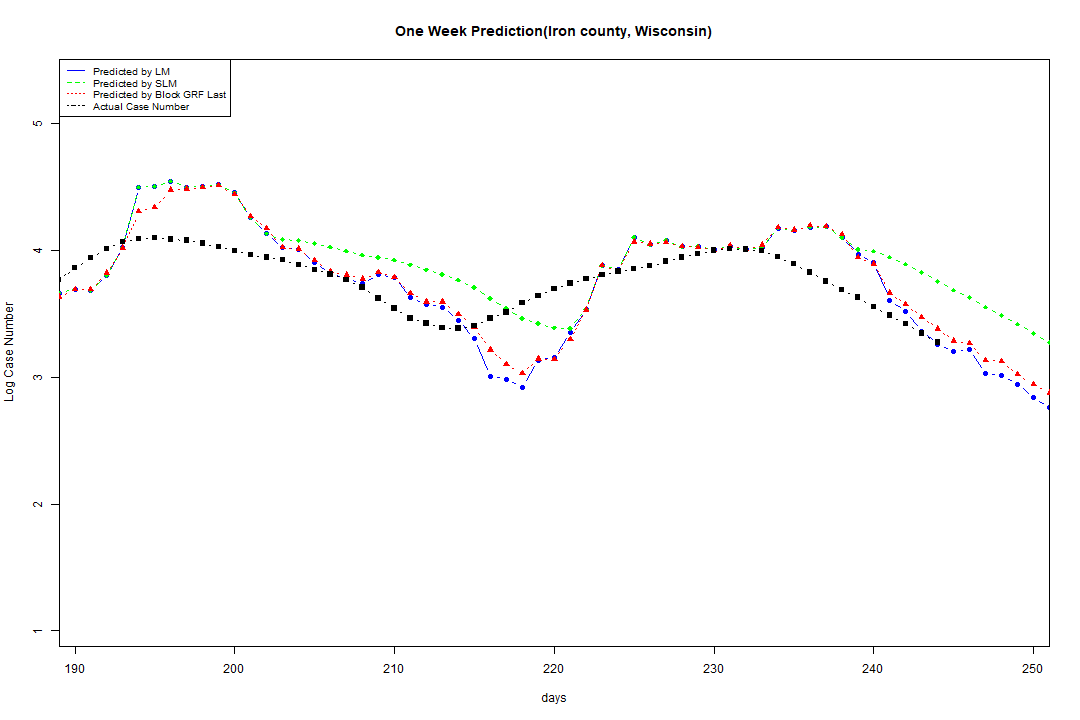 One Week Prediction(Iron county, Wisconsin)
Predicted by LM
Predicted by SLM
Predicted by Block GRF Last
Actual Case Number
5
4
3
2
1
Log Case Number
190 200 210 220 230 240 250
days